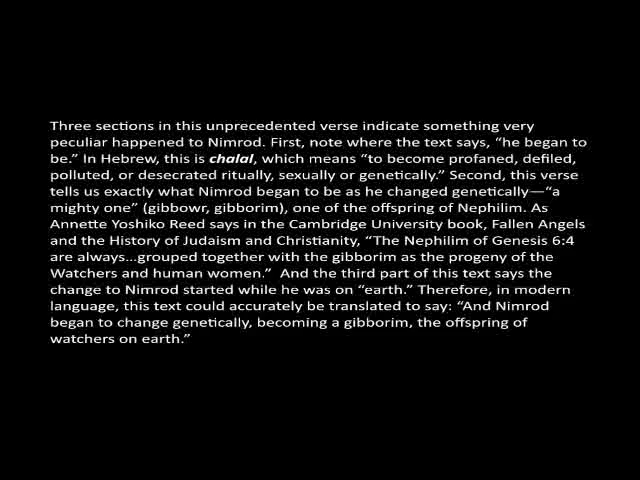 Three sections in this unprecedented verse indicate something very
peculiar happened to Nimrod. First, note where the text says, “he began to
be.” In Hebrew, this is chalal, which means “to become profaned, defiled,
polluted, or desecrated ritually, sexually or genetically.” Second, this verse
tells us exactly what Nimrod began to be as he changed genetically—“a
mighty one” (gibbowr, gibborim), one of the offspring of Nephilim. As
Annette Yoshiko Reed says in the Cambridge University book, Fallen Angels
and the History of Judaism and Christianity, “The Nephilim of Genesis 6:4
are always...grouped together with the gibborim as the progeny of the
Watchers and human women.”  And the third part of this text says the
change to Nimrod started while he was on “earth.” Therefore, in modern
language, this text could accurately be translated to say: “And Nimrod
began to change genetically, becoming a gibborim, the offspring of
watchers on earth.”